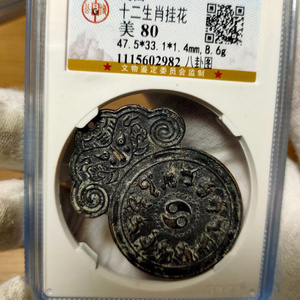 十二生肖挂花
美 80
47.5*33.1*1.4mm, 8.6g
1115602982 八卦图
文物鉴定委员会监制